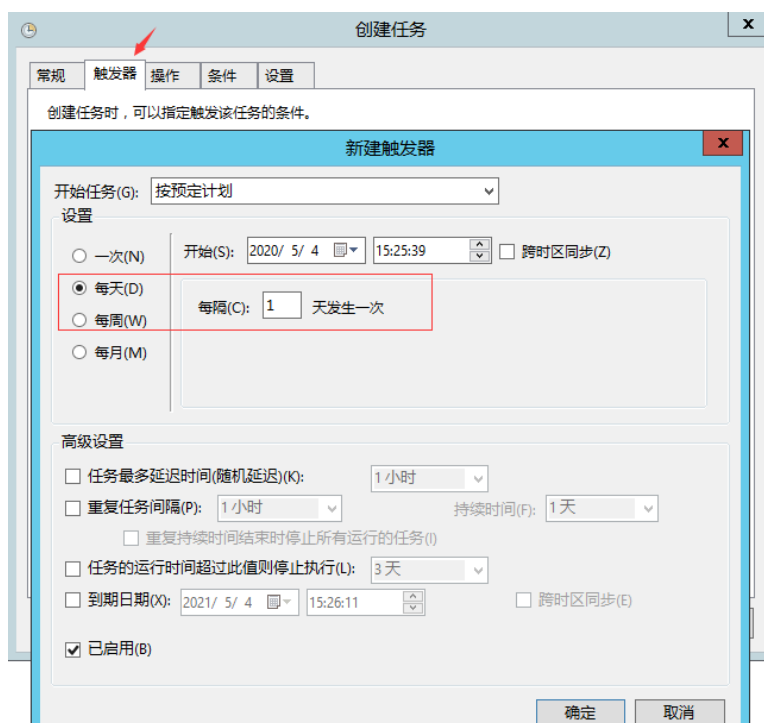 创建任务
x
常规 触发器 操作 条件 设置
创建任务时，可以指定触发该任务的条件。
新建触发器
x
开始任务(G): 按预定计划
设置
一次(N) 开始(S): 2020/ 5/ 4 15:25:39 跨时区同步(Z)
每天(D)
每隔(C): 1 天发生一次
每周(W)
每月(M)
高级设置
任务最多延迟时间(随机延迟)(K): 1小时
重复任务间隔(P): 1小时 持续时间(F): 1天
重复持续时间结束时停止所有运行的任务(I)
任务的运行时间超过此值则停止执行(L): 3天
到期日期(X): 2021/ 5/ 4 15:26:11 跨时区同步(E)
已启用(B)
确定 取消